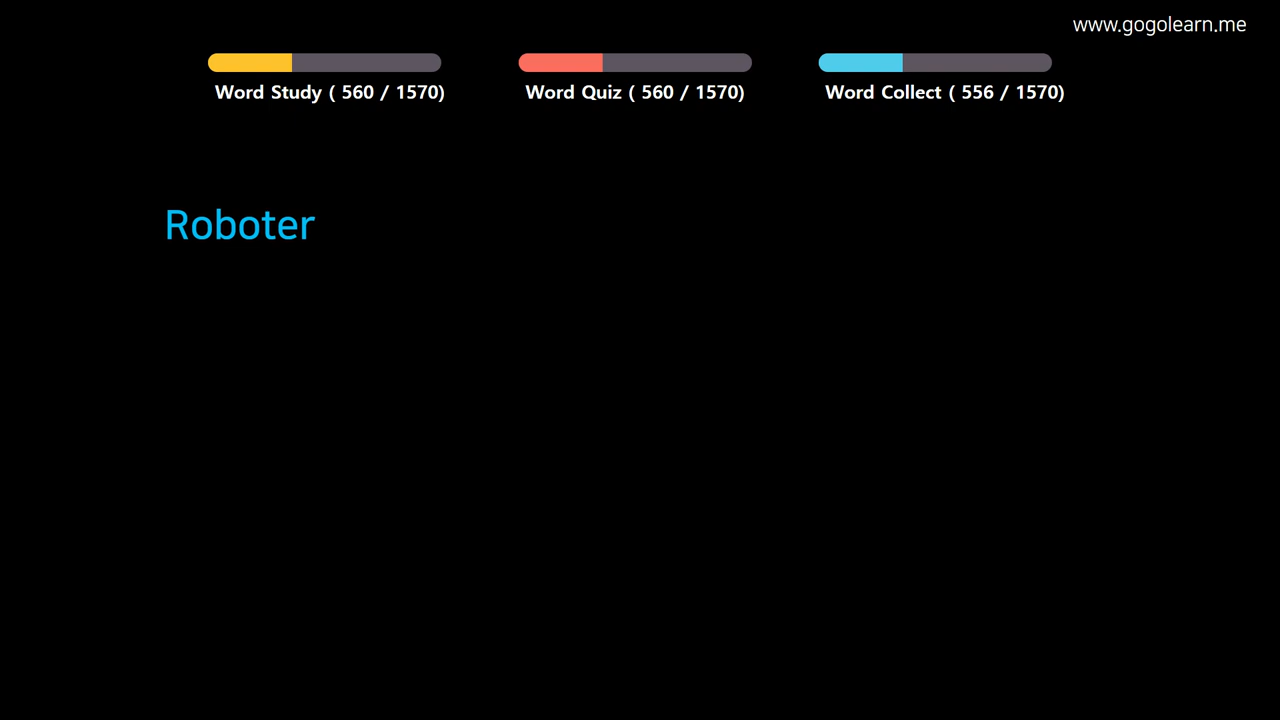 www.gogolearn.me
Word Study ( 560 / 1570)
Word Quiz ( 560 / 1570)
Word Collect ( 556 / 1570)
Roboter